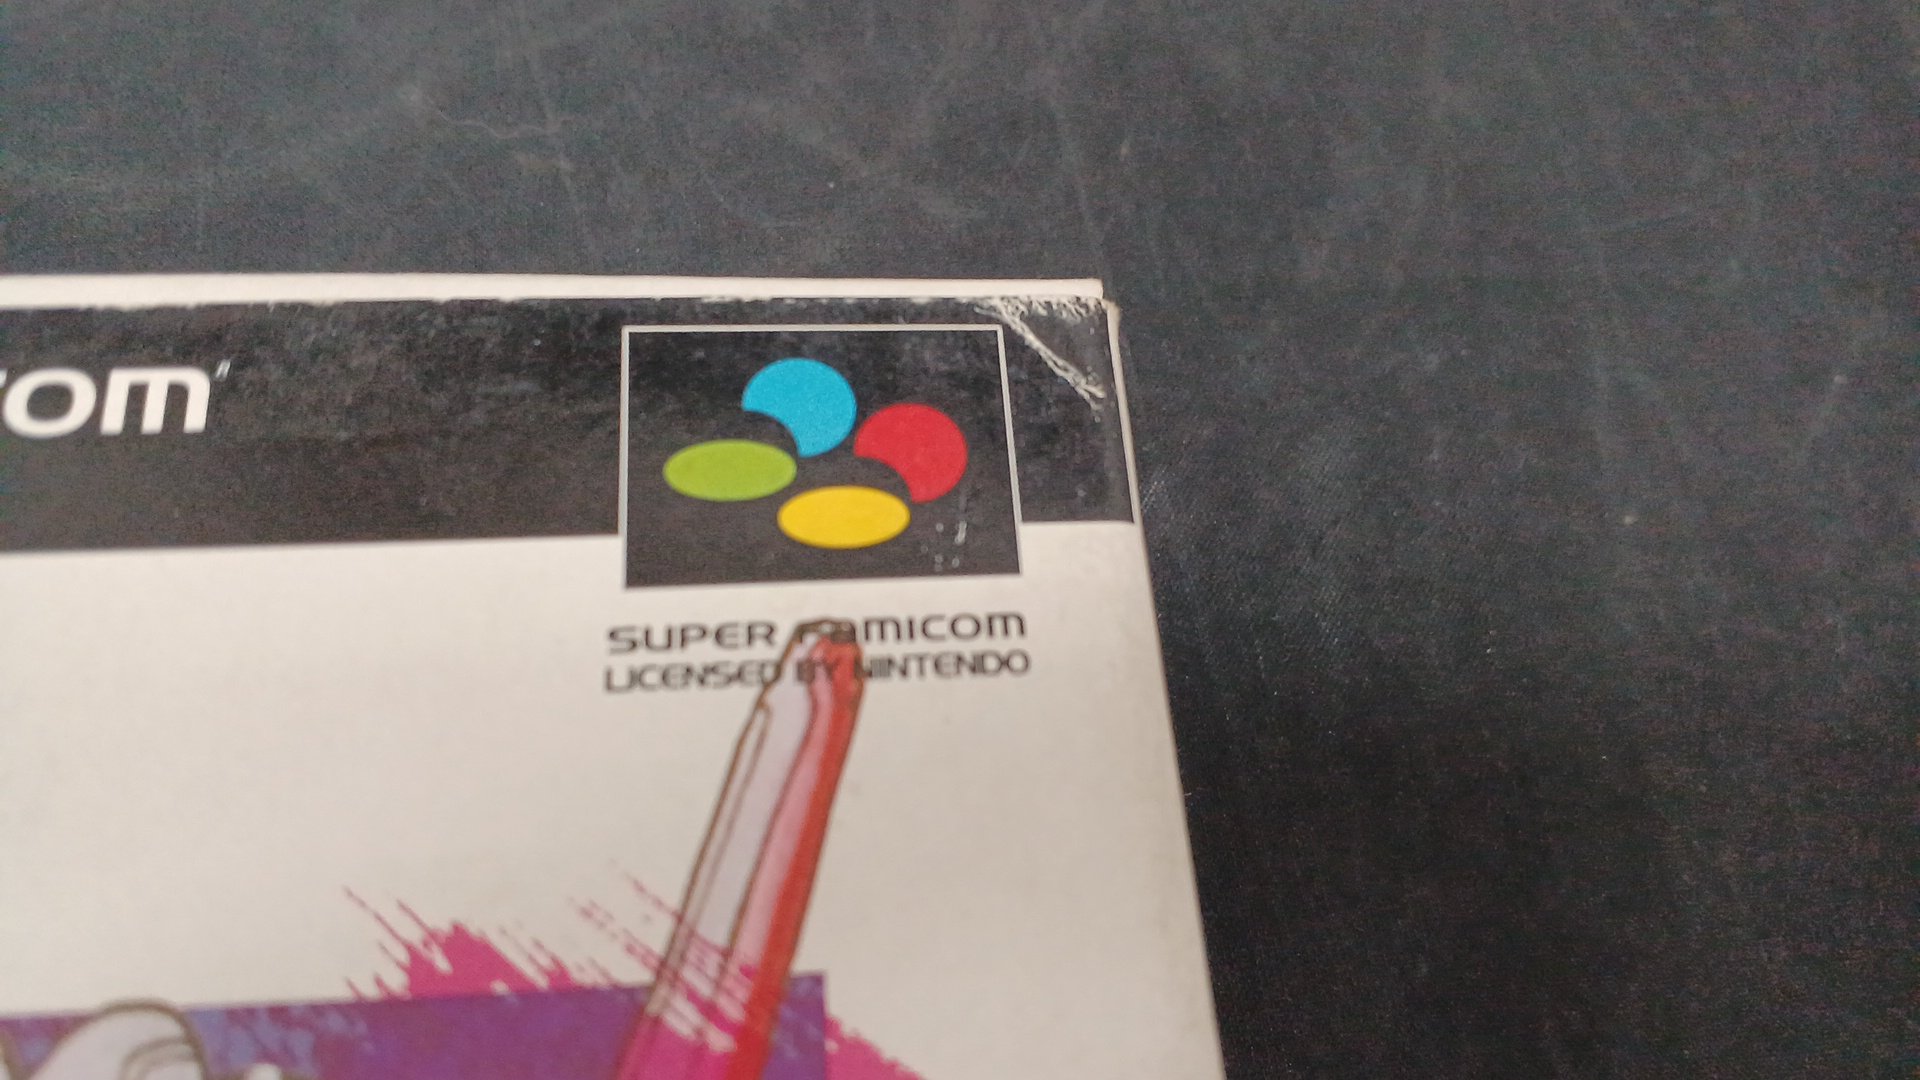 com
SUPER Famicom
LICENSED BY NINTENDO